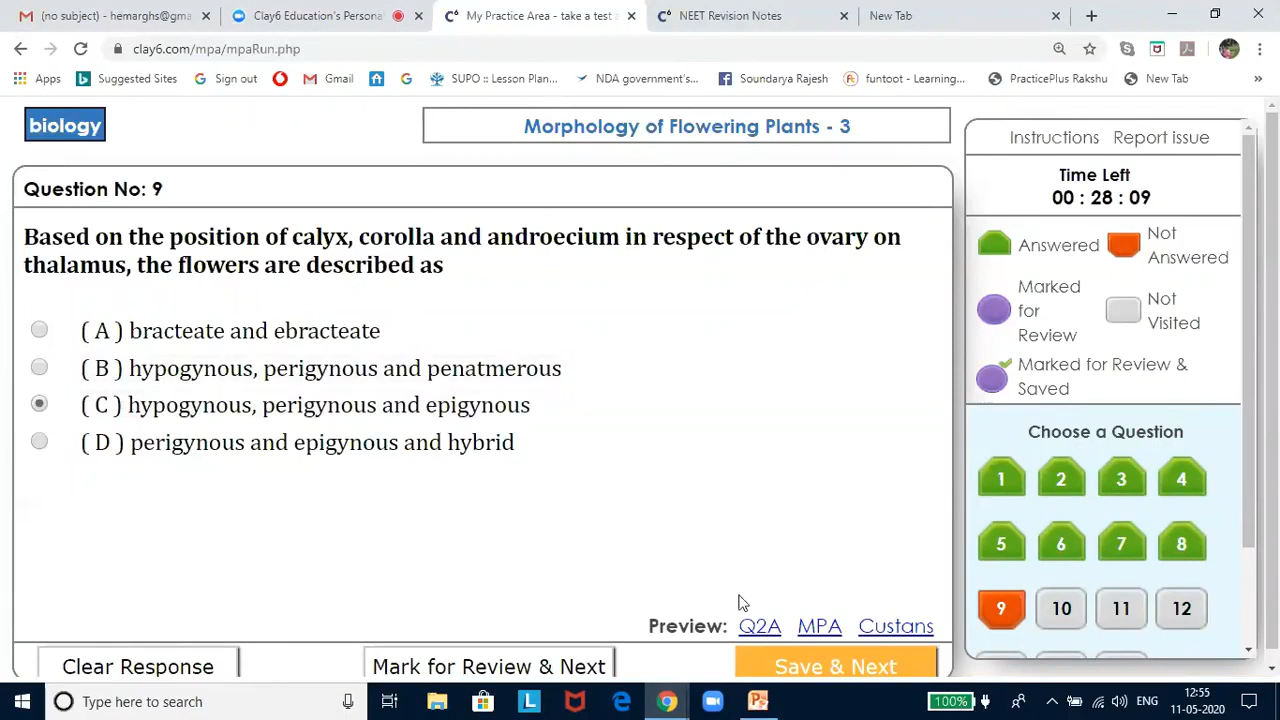 (no subject) - hemarghs@gma
Clay6 Education's Persona
My Practice Area - take a test a
NEET Revision Notes
New Tab
clay6.com/mpa/mpaRun.php
Apps
Suggested Sites
Sign out
Gmail
SUPO :: Lesson Plan...
NDA government's...
Soundarya Rajesh
funtoot - Learning...
PracticePlus Rakshu
New Tab
biology
Morphology of Flowering Plants - 3
Instructions Report issue
Time Left
00 : 28 : 09
Question No: 9
Based on the position of calyx, corolla and androecium in respect of the ovary on
thalamus, the flowers are described as
( A ) bracteate and ebracteate
( B ) hypogynous, perigynous and penatmerous
( C ) hypogynous, perigynous and epigynous
( D ) perigynous and epigynous and hybrid
Preview: Q2A MPA Custans
Clear Response
Mark for Review & Next
Save & Next
Answered
Not
Answered
Marked
for
Review
Not
Visited
Marked for Review &
Saved
Choose a Question
1 2 3 4
5 6 7 8
9 10 11 12
Type here to search
100%
ENG
12:55
11-05-2020